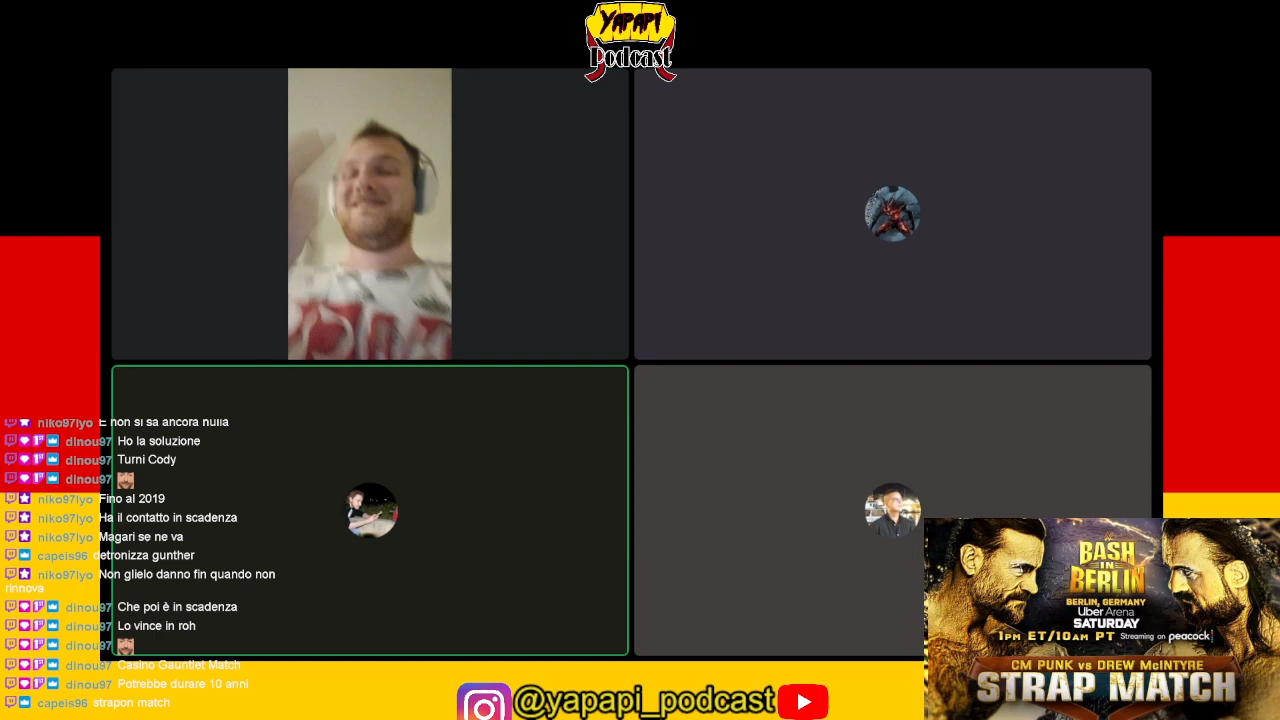 YAPAPI
Podcast
niko97lyo E non si sa ancora nulla
dinou97 Ho la soluzione
dinou97 Turni Cody
dinou97
niko97lyo Fino al 2019
niko97lyo Ha il contatto in scadenza
niko97lyo Magari se ne va
capeis96 detronizza gunther
niko97lyo Non glielo danno fin quando non
rinnova
dinou97 Che poi è in scadenza
dinou97 Lo vince in roh
dinou97
dinou97 Casino Gauntlet Match
dinou97 Potrebbe durare 10 anni
capeis96 strapon match
BASH
IN
BERLIN
BERLIN, GERMANY
Uber Arena
SATURDAY
1PM ET/10AM PT Streaming on peacock
CM PUNK vs DREW McINTYRE
STRAP MATCH
@yapapi_podcast